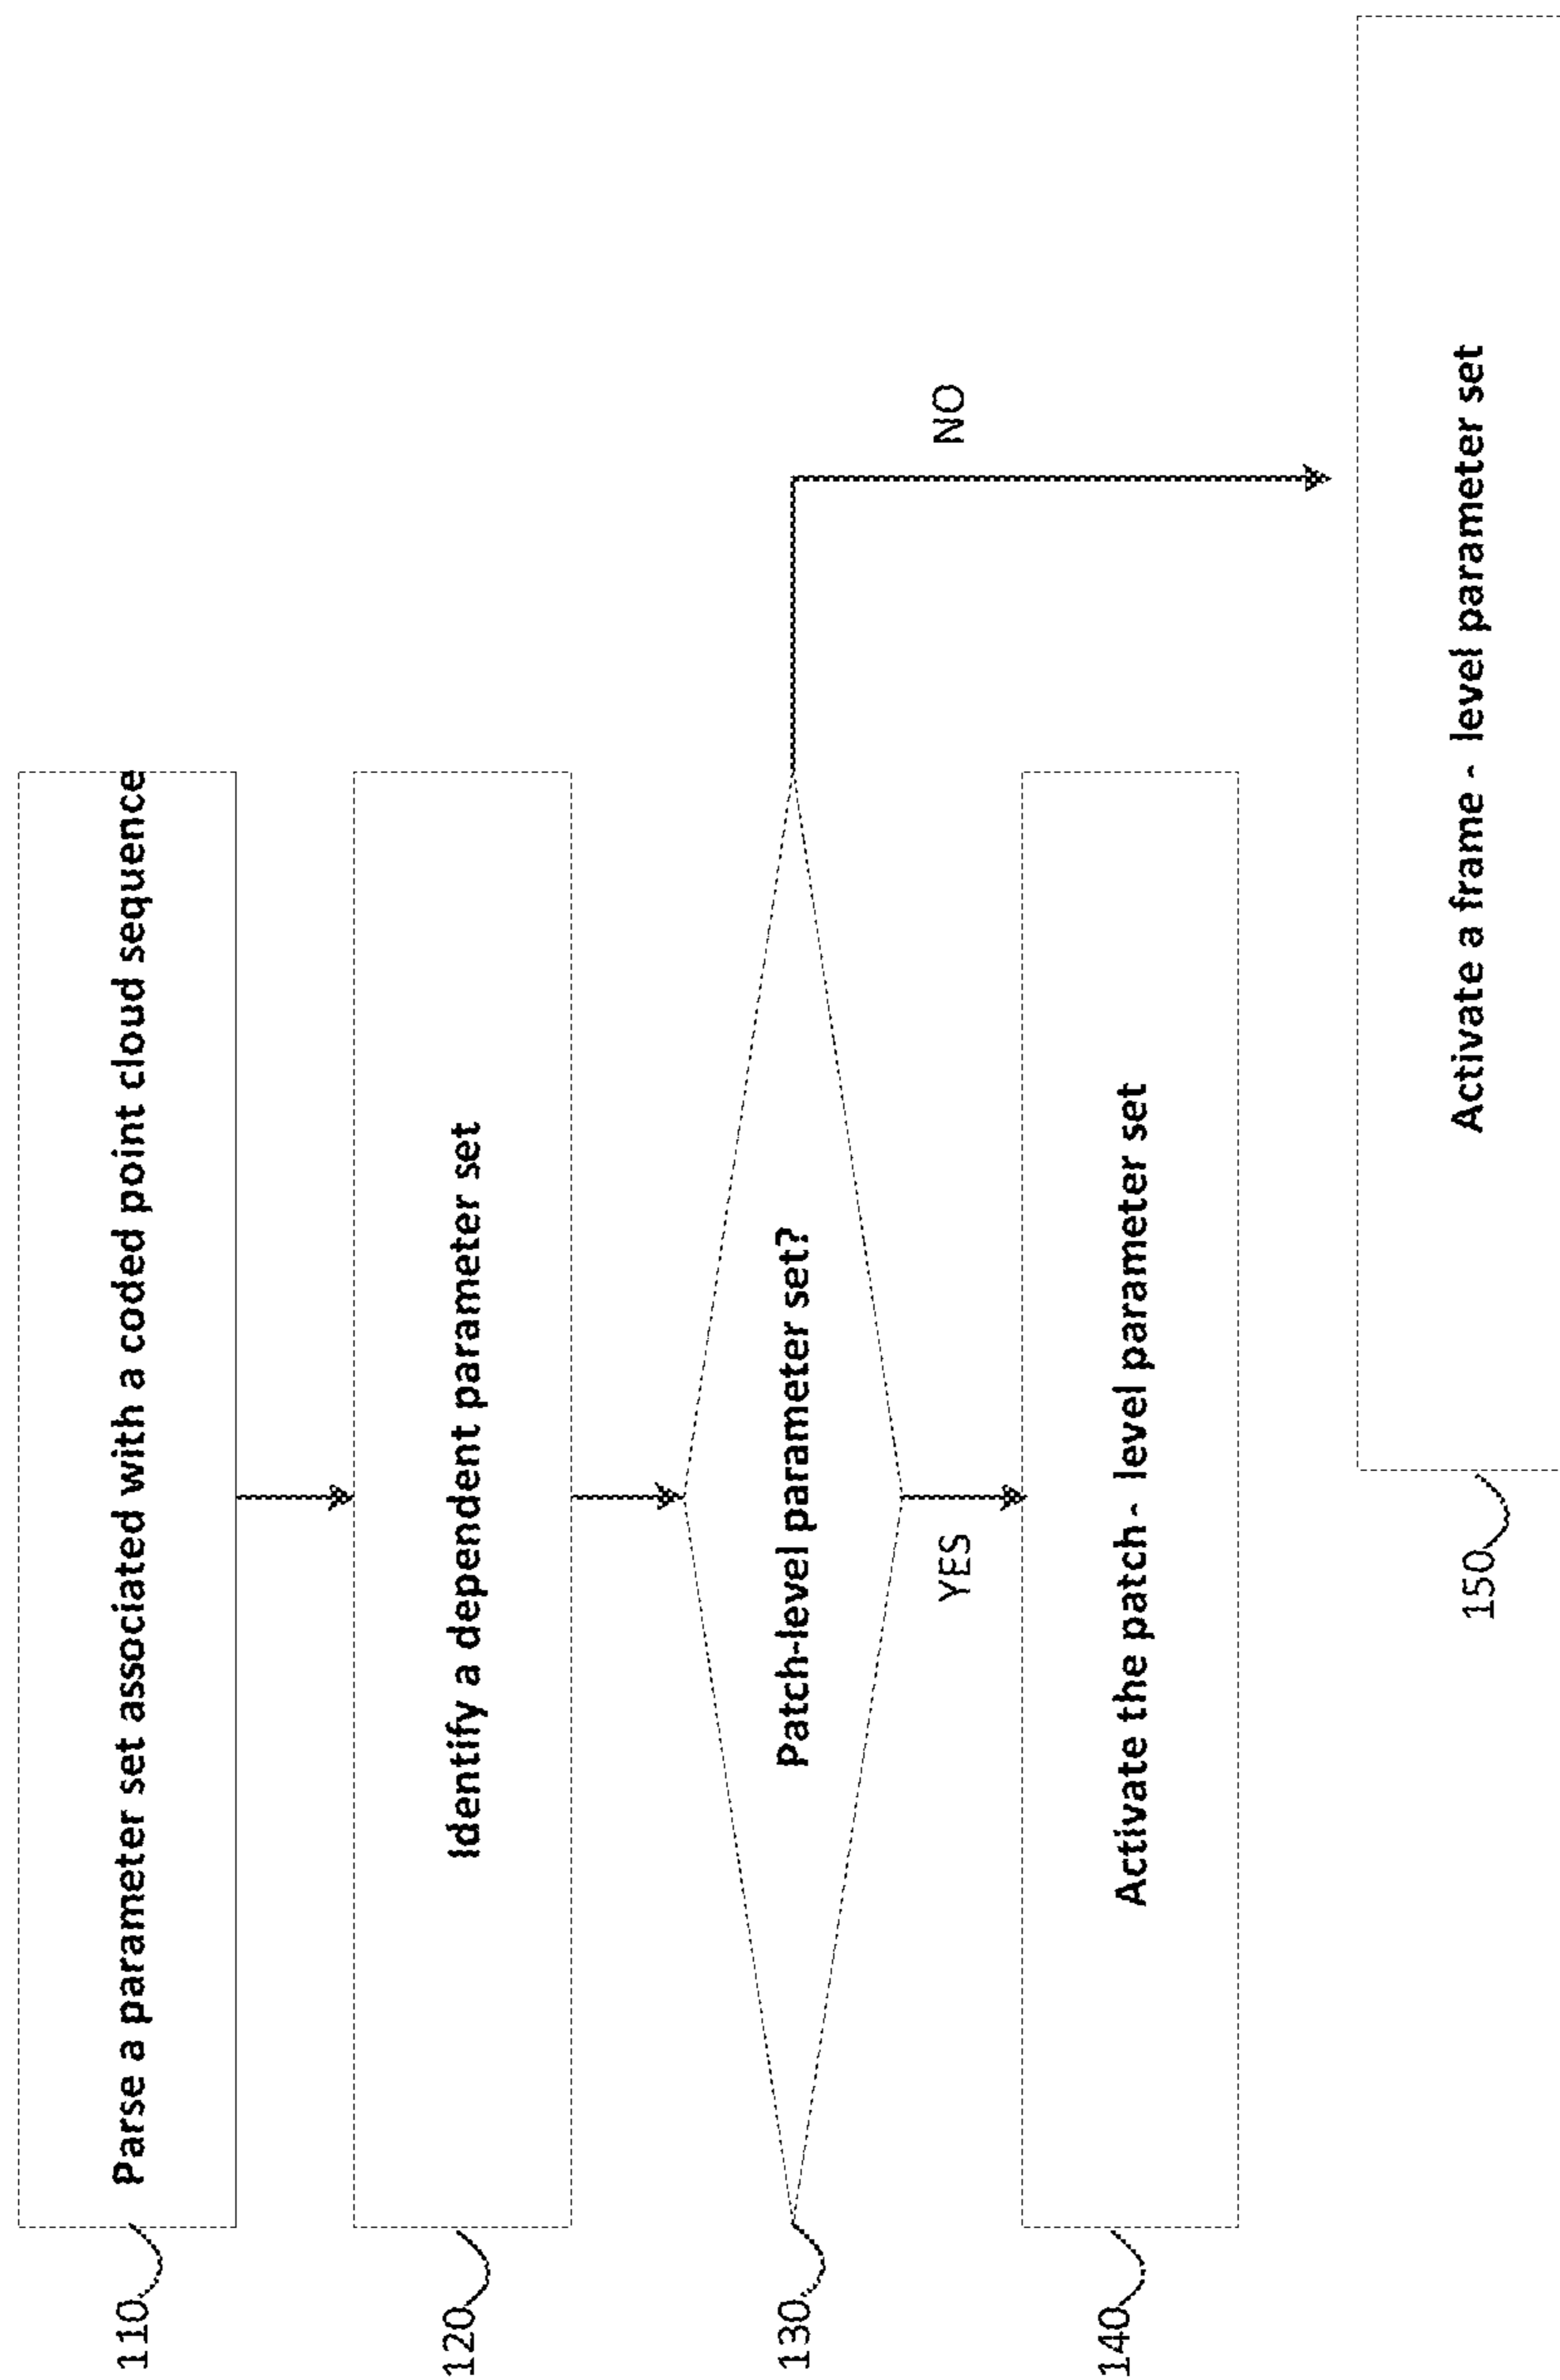 110
Parse a parameter set associated with a coded point cloud sequence
120
Identify a dependent parameter set
130
Patch-level parameter set?
YES
NO
140
Activate the patch- level parameter set
150
Activate a frame - level parameter set